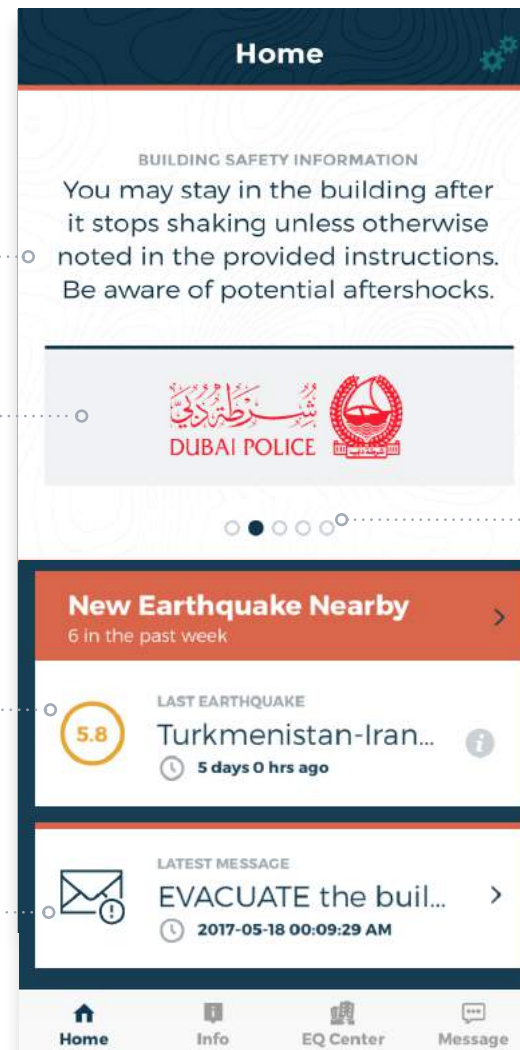 Home
BUILDING SAFETY INFORMATION
You may stay in the building after
it stops shaking unless otherwise
noted in the provided instructions.
Be aware of potential aftershocks.
شرطة دبي
DUBAI POLICE
New Earthquake Nearby
6 in the past week
5.8
LAST EARTHQUAKE
Turkmenistan-Iran...
5 days 0 hrs ago
LATEST MESSAGE
EVACUATE the buil...
2017-05-18 00:09:29 AM
Home
Info
EQ Center
Message